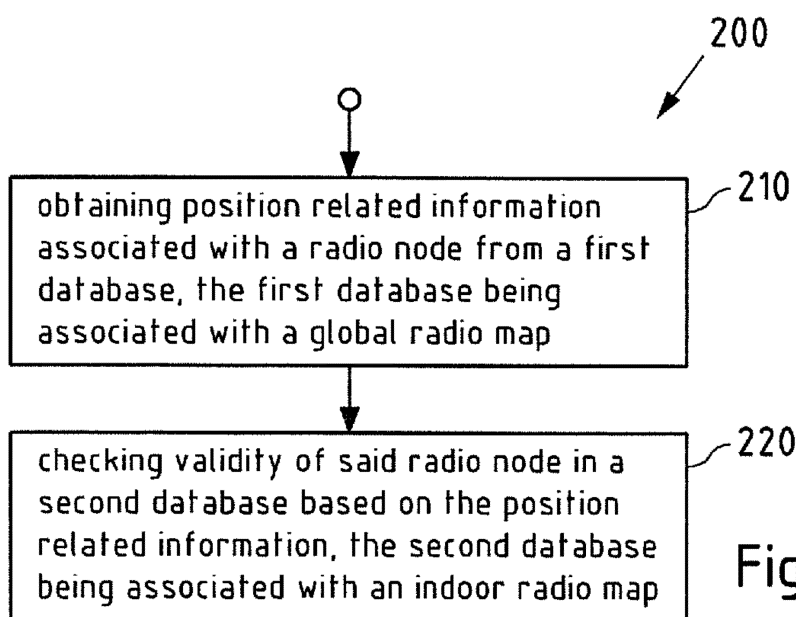 200
210
obtaining position related information
associated with a radio node from a first
database, the first database being
associated with a global radio map
220
checking validity of said radio node in a
second database based on the position
related information, the second database
being associated with an indoor radio map
Fig